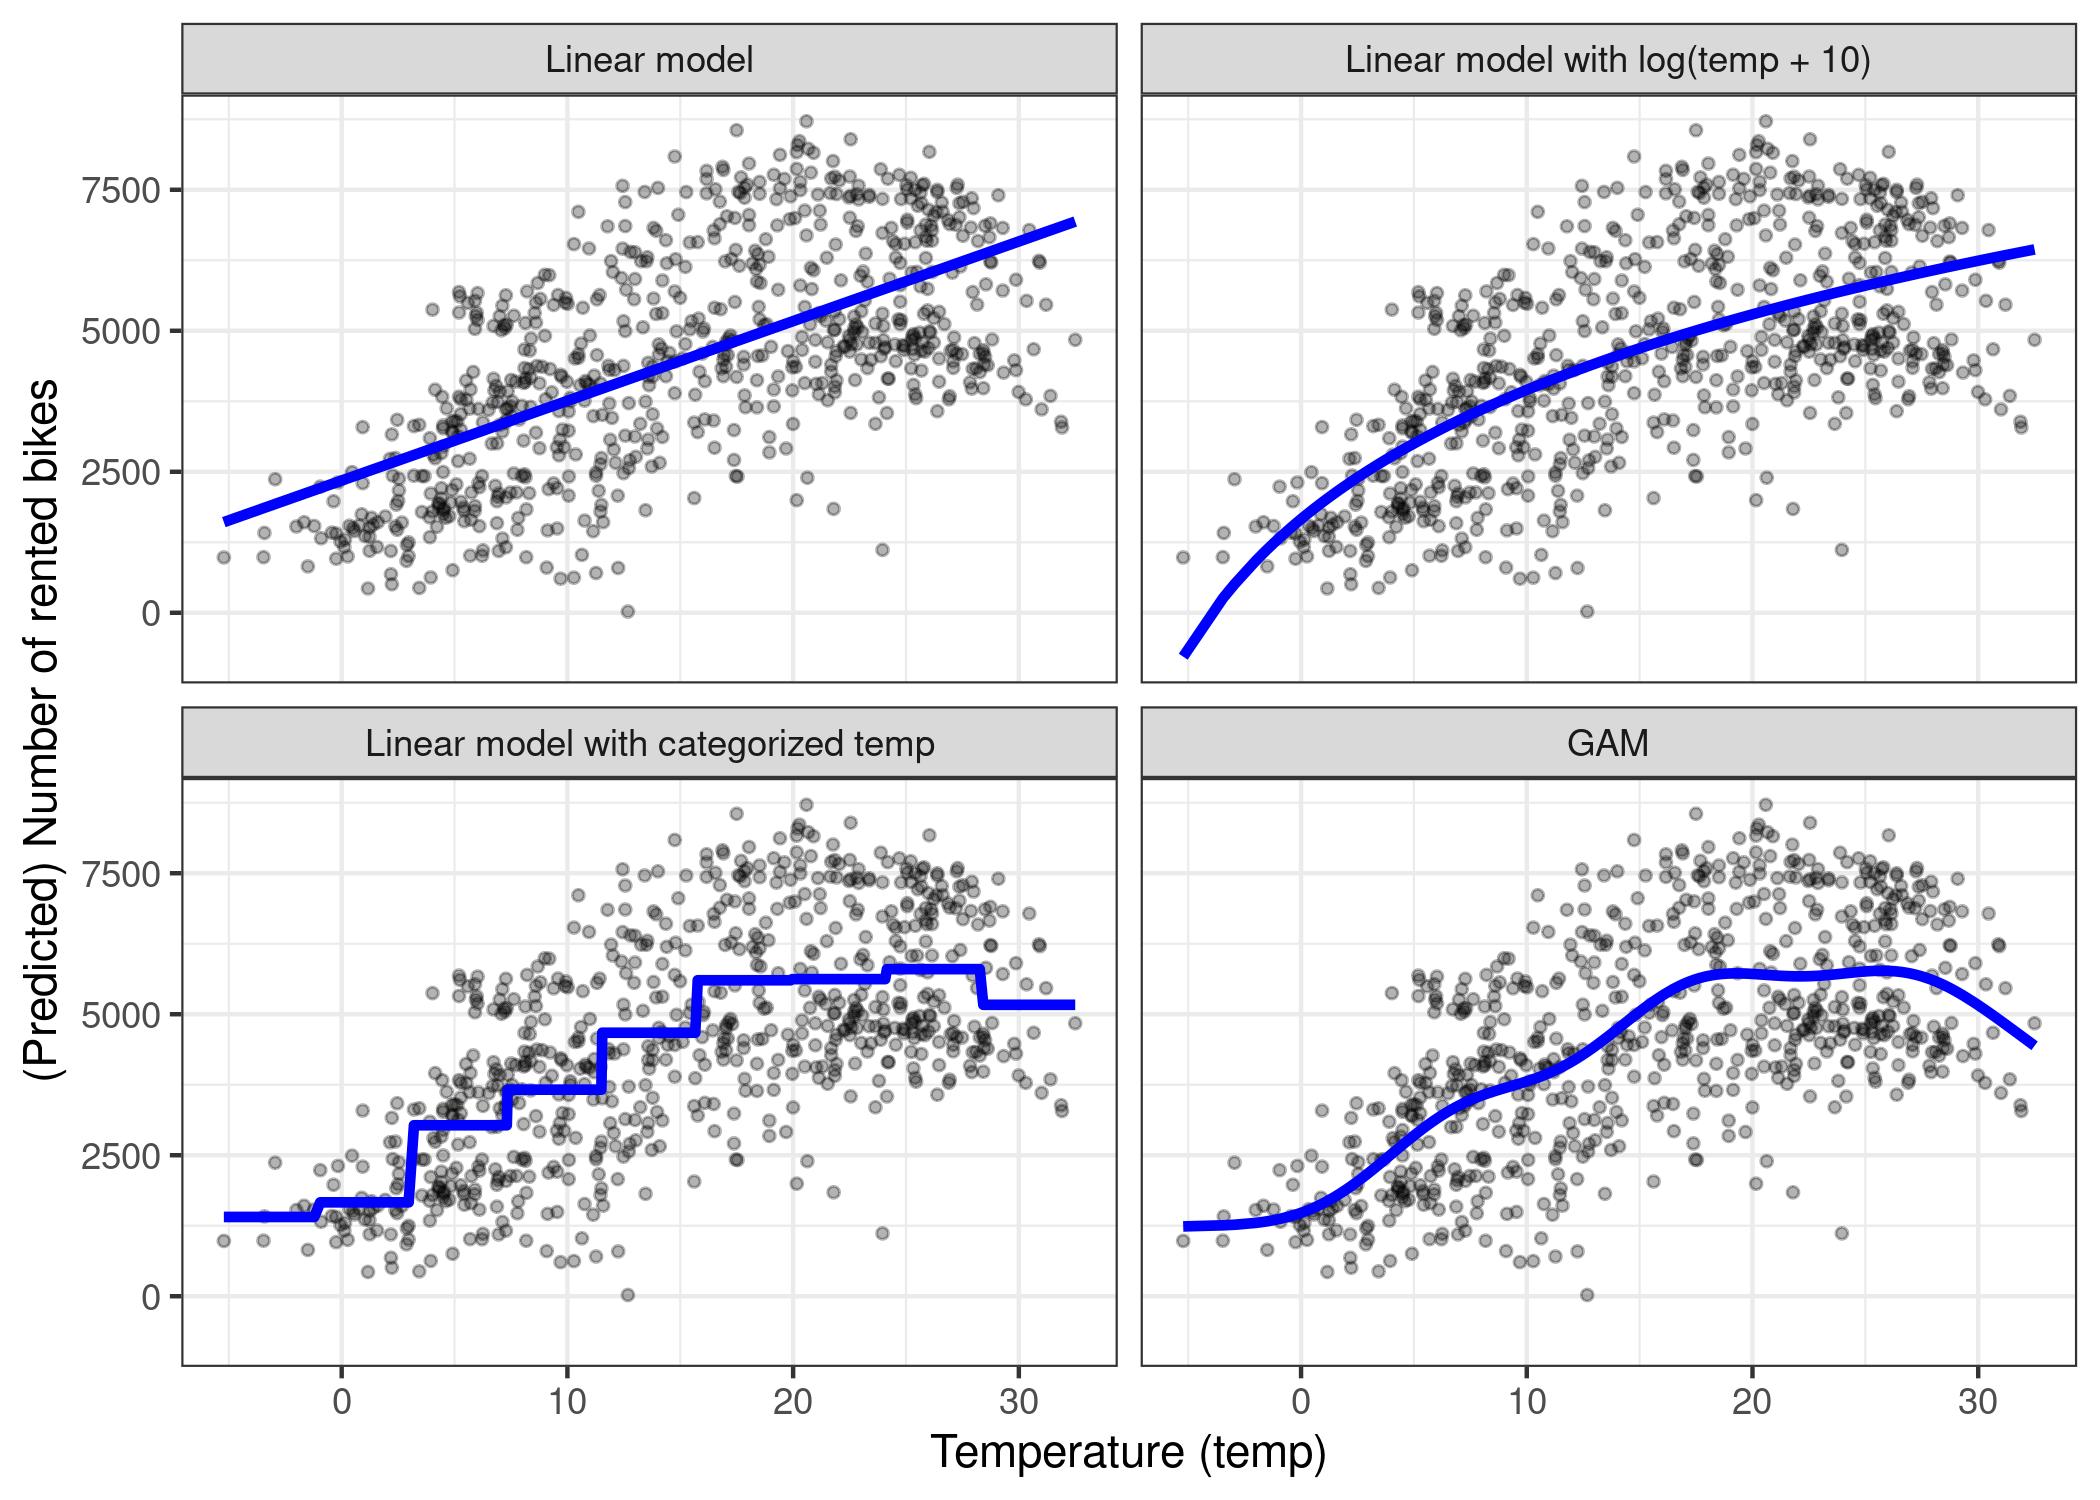 Linear model
Linear model with log(temp + 10)
7500
5000
2500
0
Linear model with categorized temp
GAM
7500
5000
2500
0
0 10 20 30
0 10 20 30
Temperature (temp)
(Predicted) Number of rented bikes